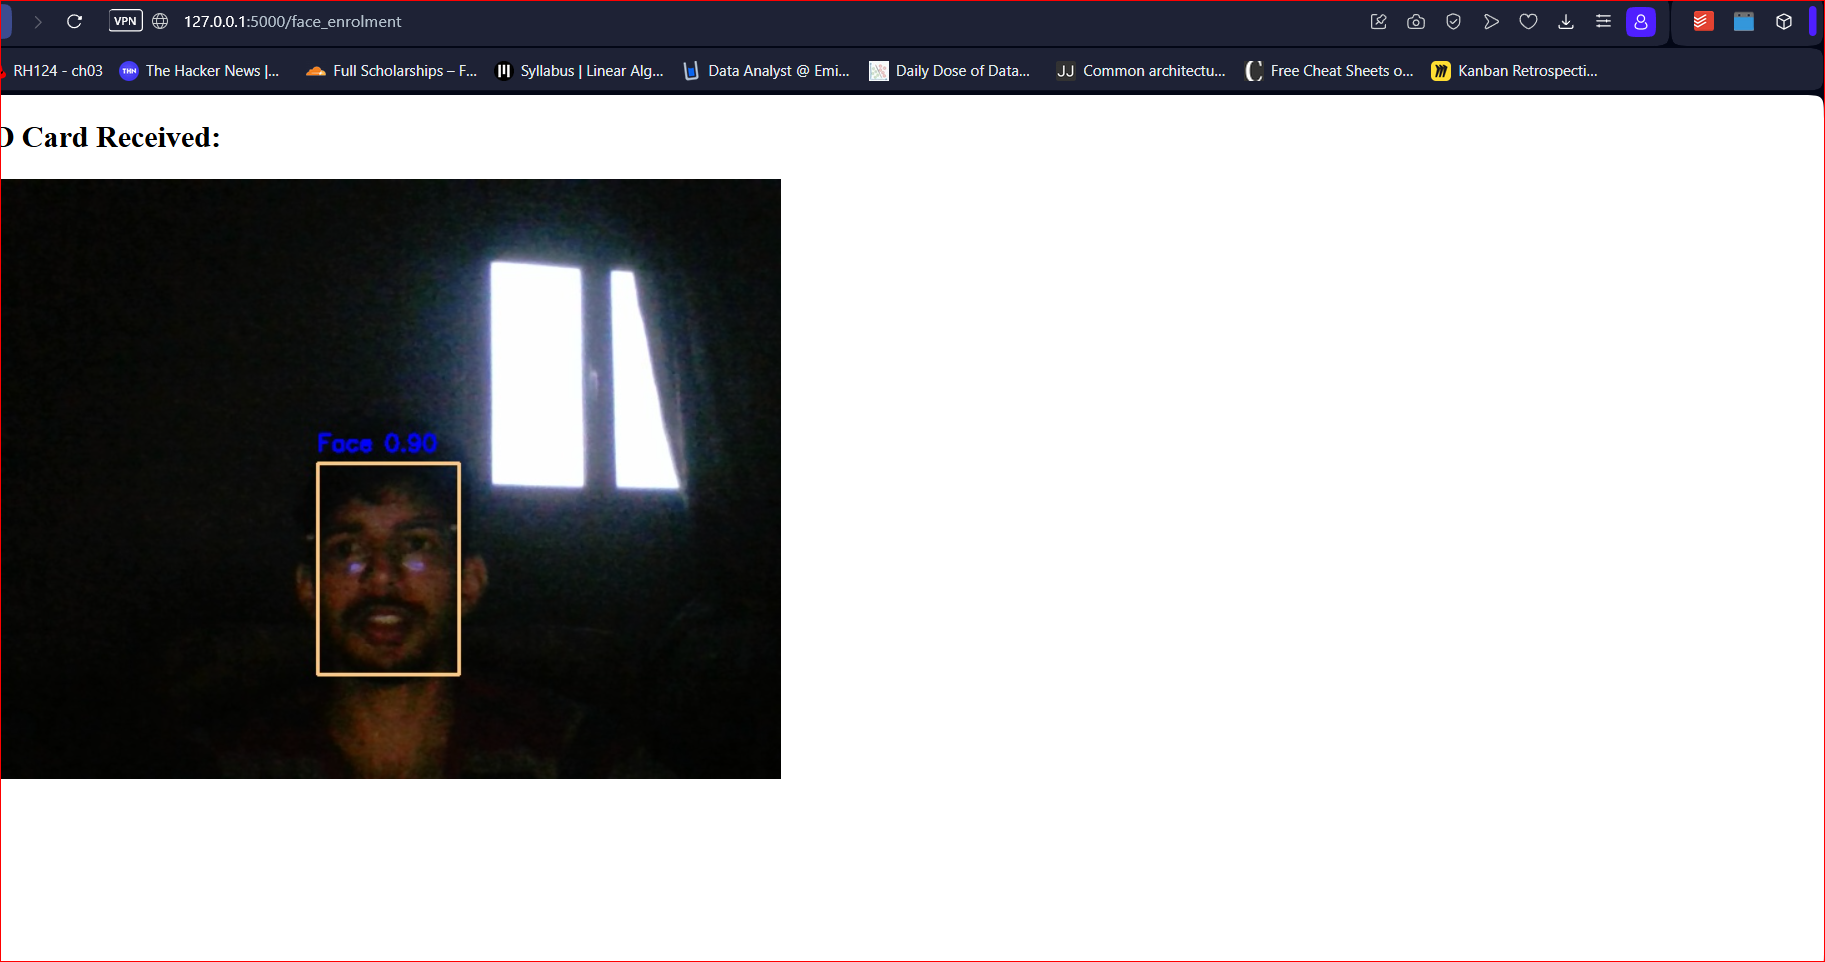 VPN 127.0.0.1:5000/face_enrolment
RH124 - ch03 THN The Hacker News |... Full Scholarships – F... Syllabus | Linear Alg... Data Analyst @ Emi... Daily Dose of Data... JJ Common architectu... Free Cheat Sheets o... Kanban Retrospecti...
D Card Received:
Face 0.90